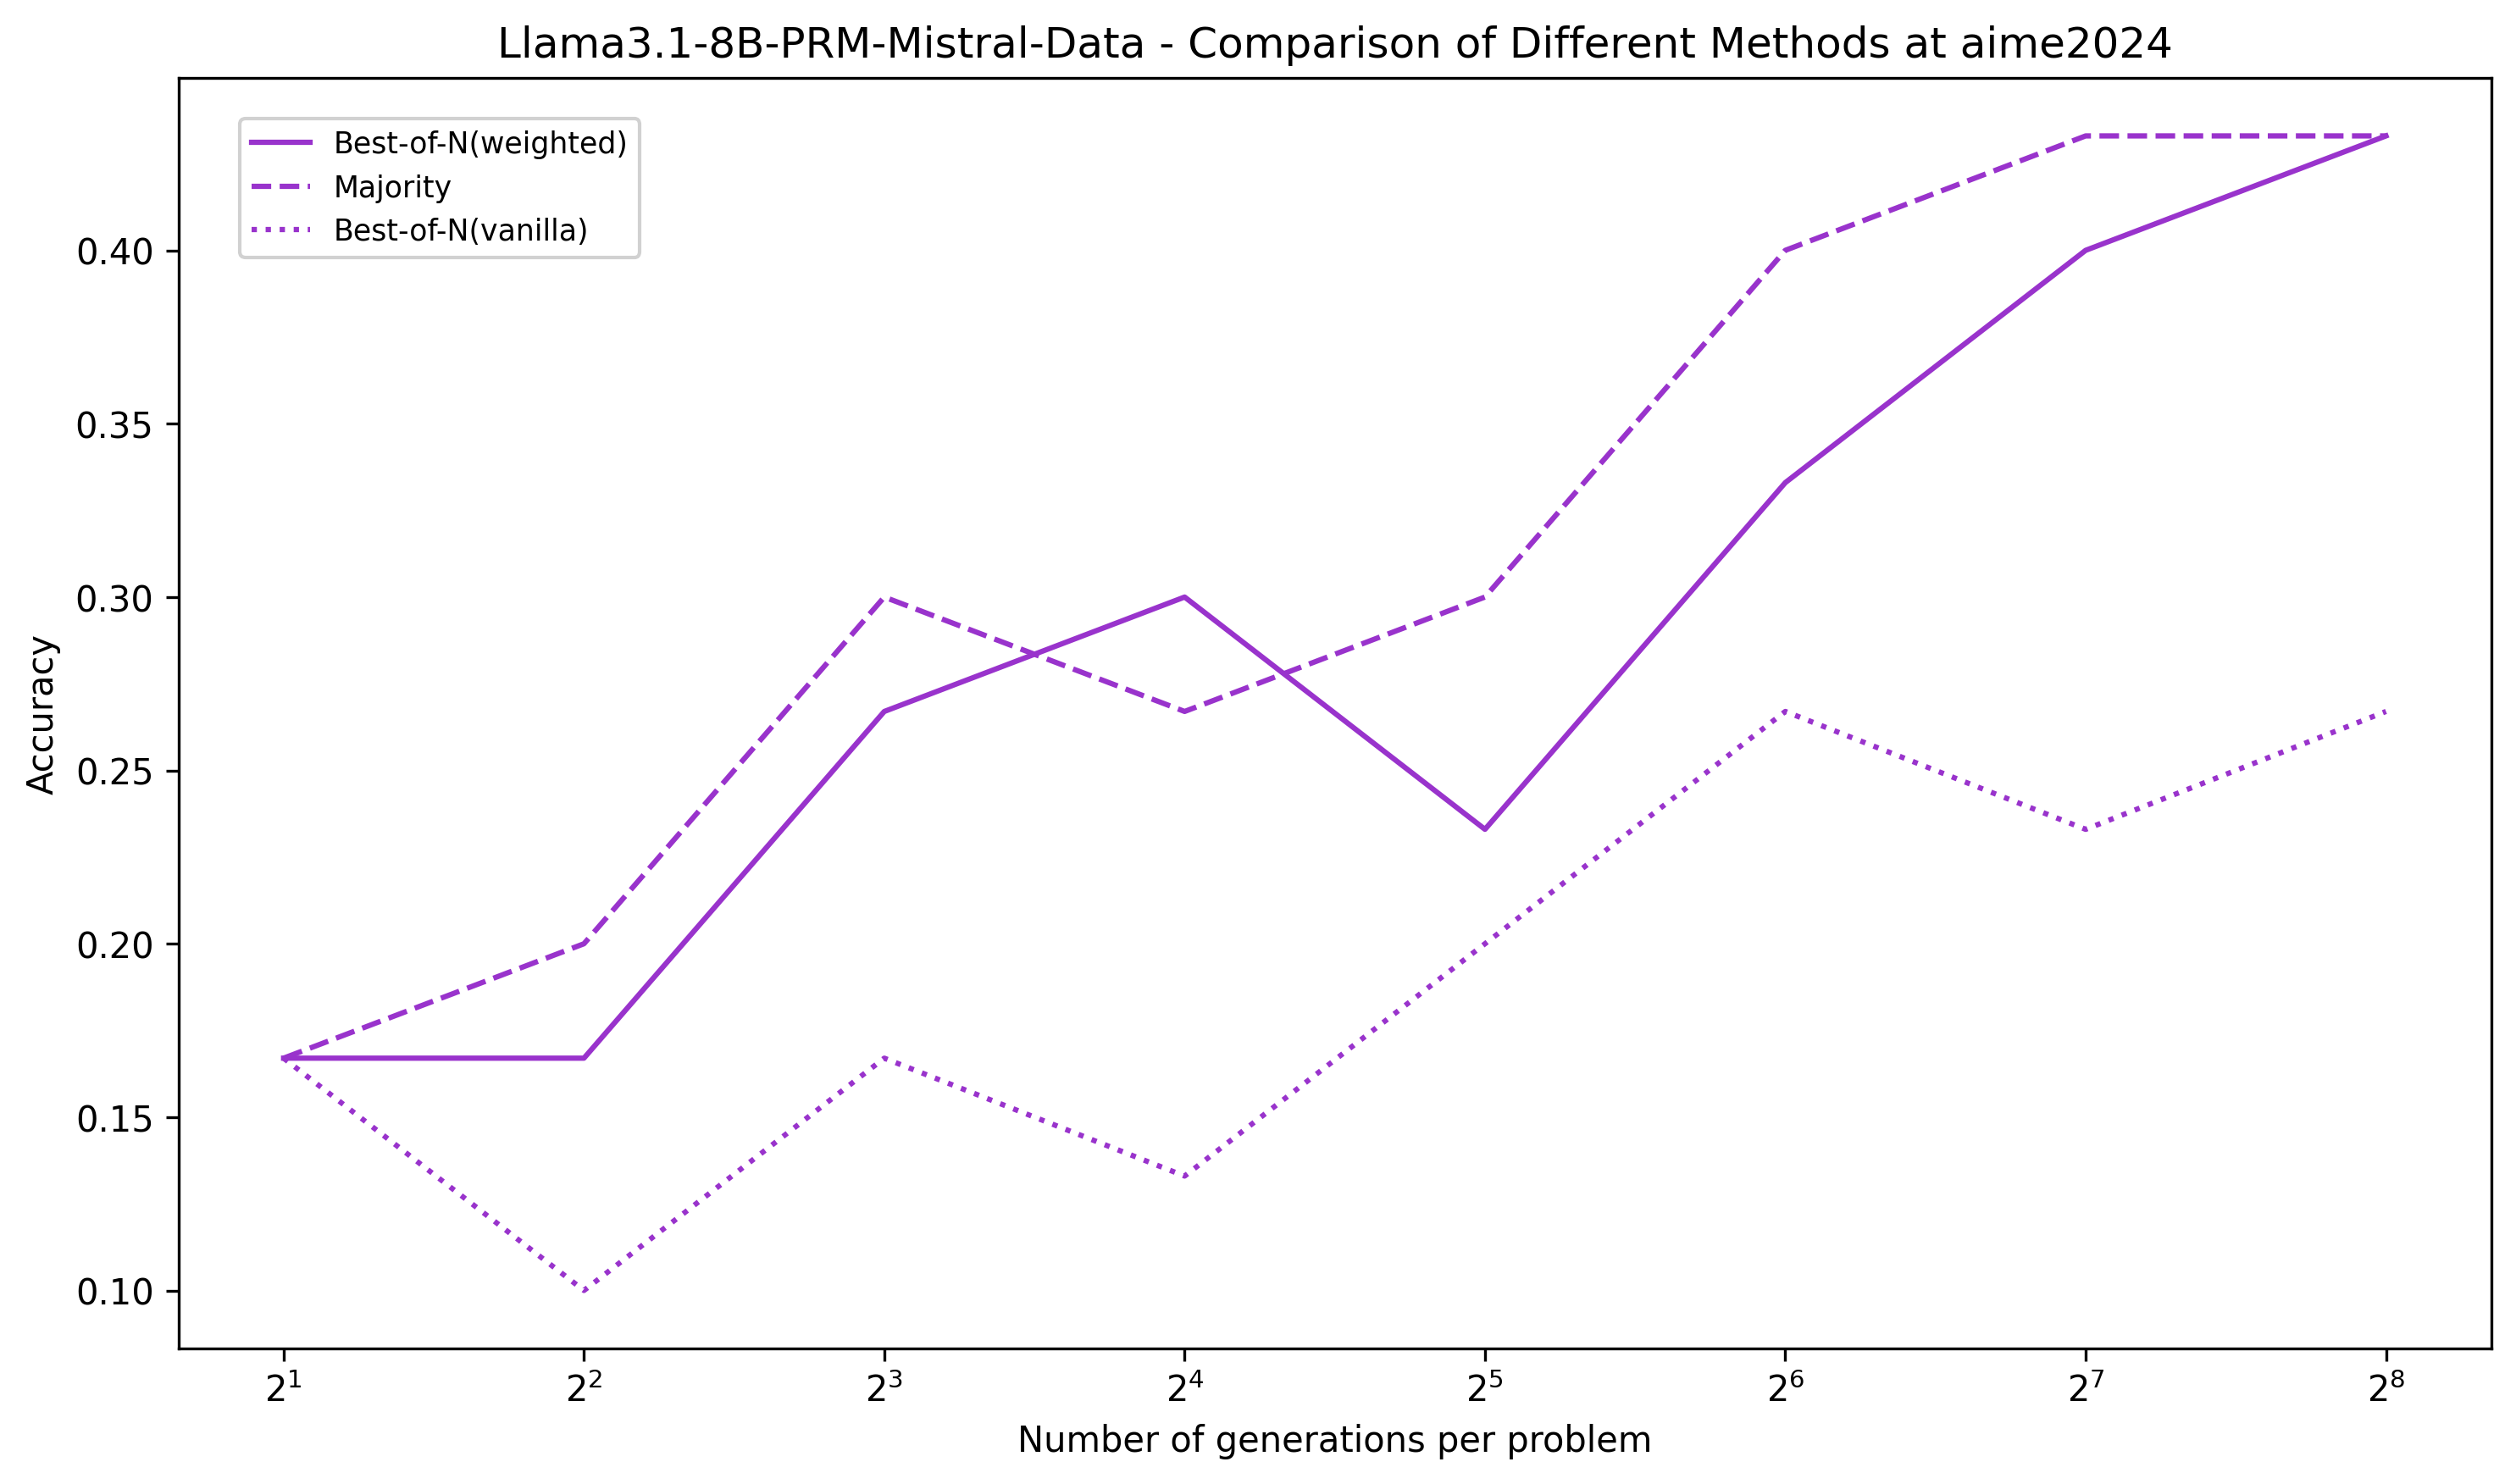 Llama3.1-8B-PRM-Mistral-Data - Comparison of Different Methods at aime2024
Best-of-N(weighted)
Majority
Best-of-N(vanilla)
Accuracy
0.40
0.35
0.30
0.25
0.20
0.15
0.10
2¹ 2² 2³ 2⁴ 2⁵ 2⁶ 2⁷ 2⁸
Number of generations per problem